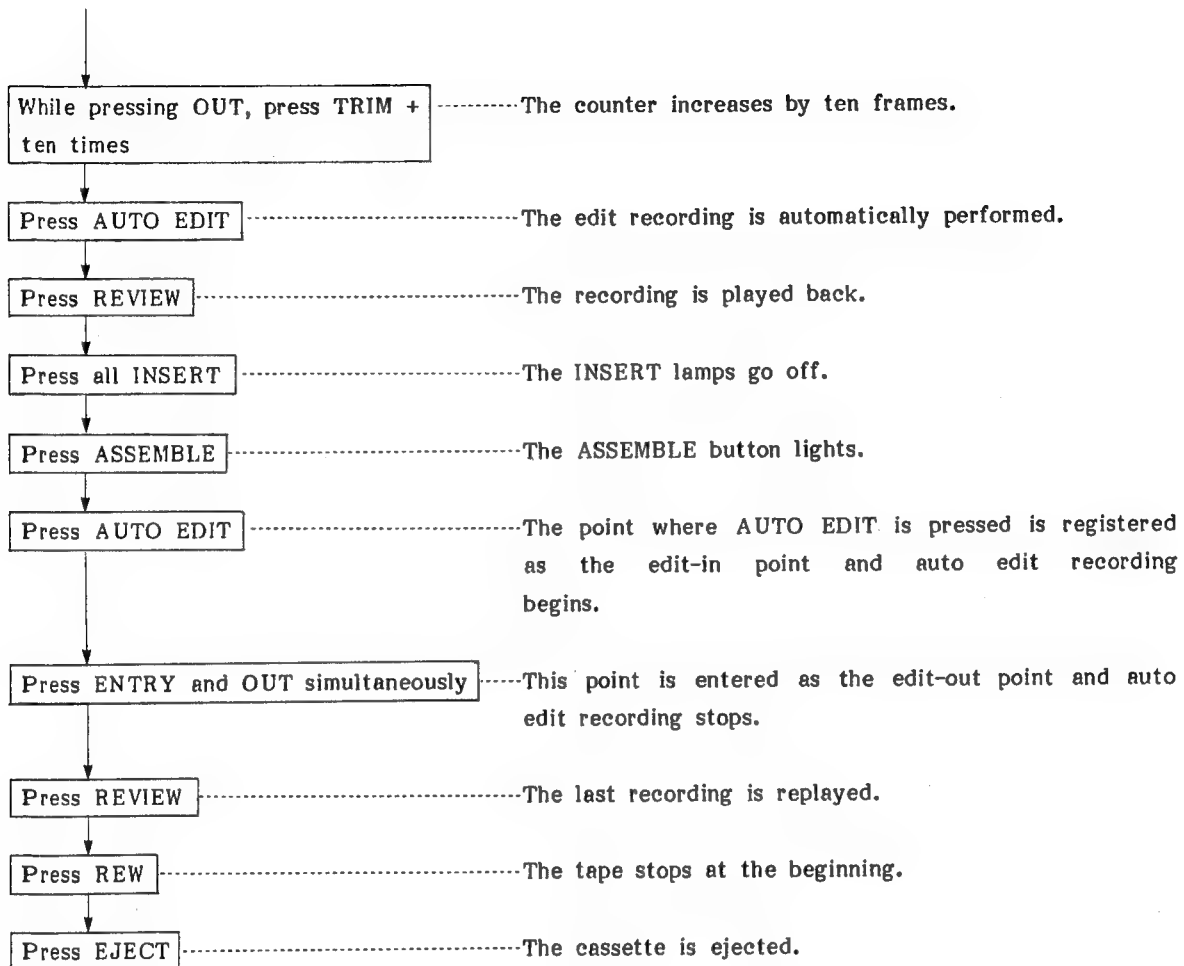 While pressing OUT, press TRIM +
ten times
The counter increases by ten frames.
Press AUTO EDIT
The edit recording is automatically performed.
Press REVIEW
The recording is played back.
Press all INSERT
The INSERT lamps go off.
Press ASSEMBLE
The ASSEMBLE button lights.
Press AUTO EDIT
The point where AUTO EDIT is pressed is registered
as the edit-in point and auto edit recording
begins.
Press ENTRY and OUT simultaneously
This point is entered as the edit-out point and auto
edit recording stops.
Press REVIEW
The last recording is replayed.
Press REW
The tape stops at the beginning.
Press EJECT
The cassette is ejected.